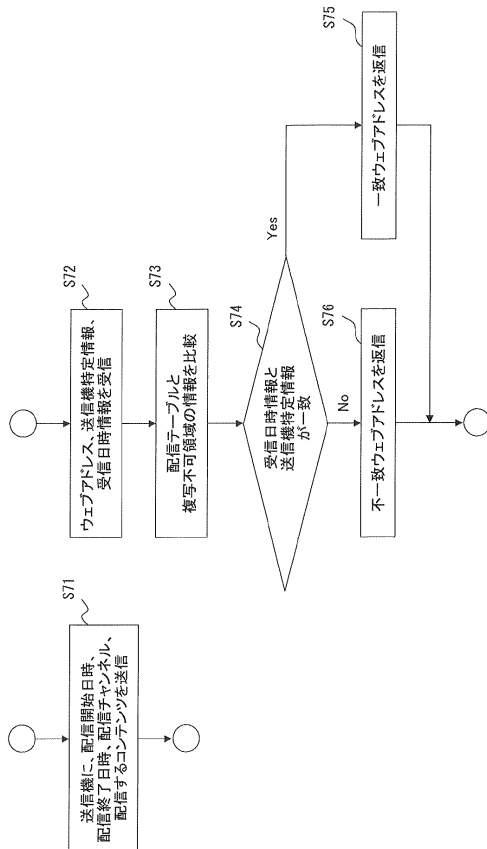 S71
送信機に、配信開始日時、
配信終了日時、配信チャンネル、
配信するコンテンツを送信
S72
ウェブアドレス、送信機特定情報、
受信日時情報を受信
S73
配信テーブルと
複写不可領域の情報を比較
S74
受信日時情報と
送信機特定情報
が一致
Yes
No
S75
一致ウェブアドレスを返信
S76
不一致ウェブアドレスを返信